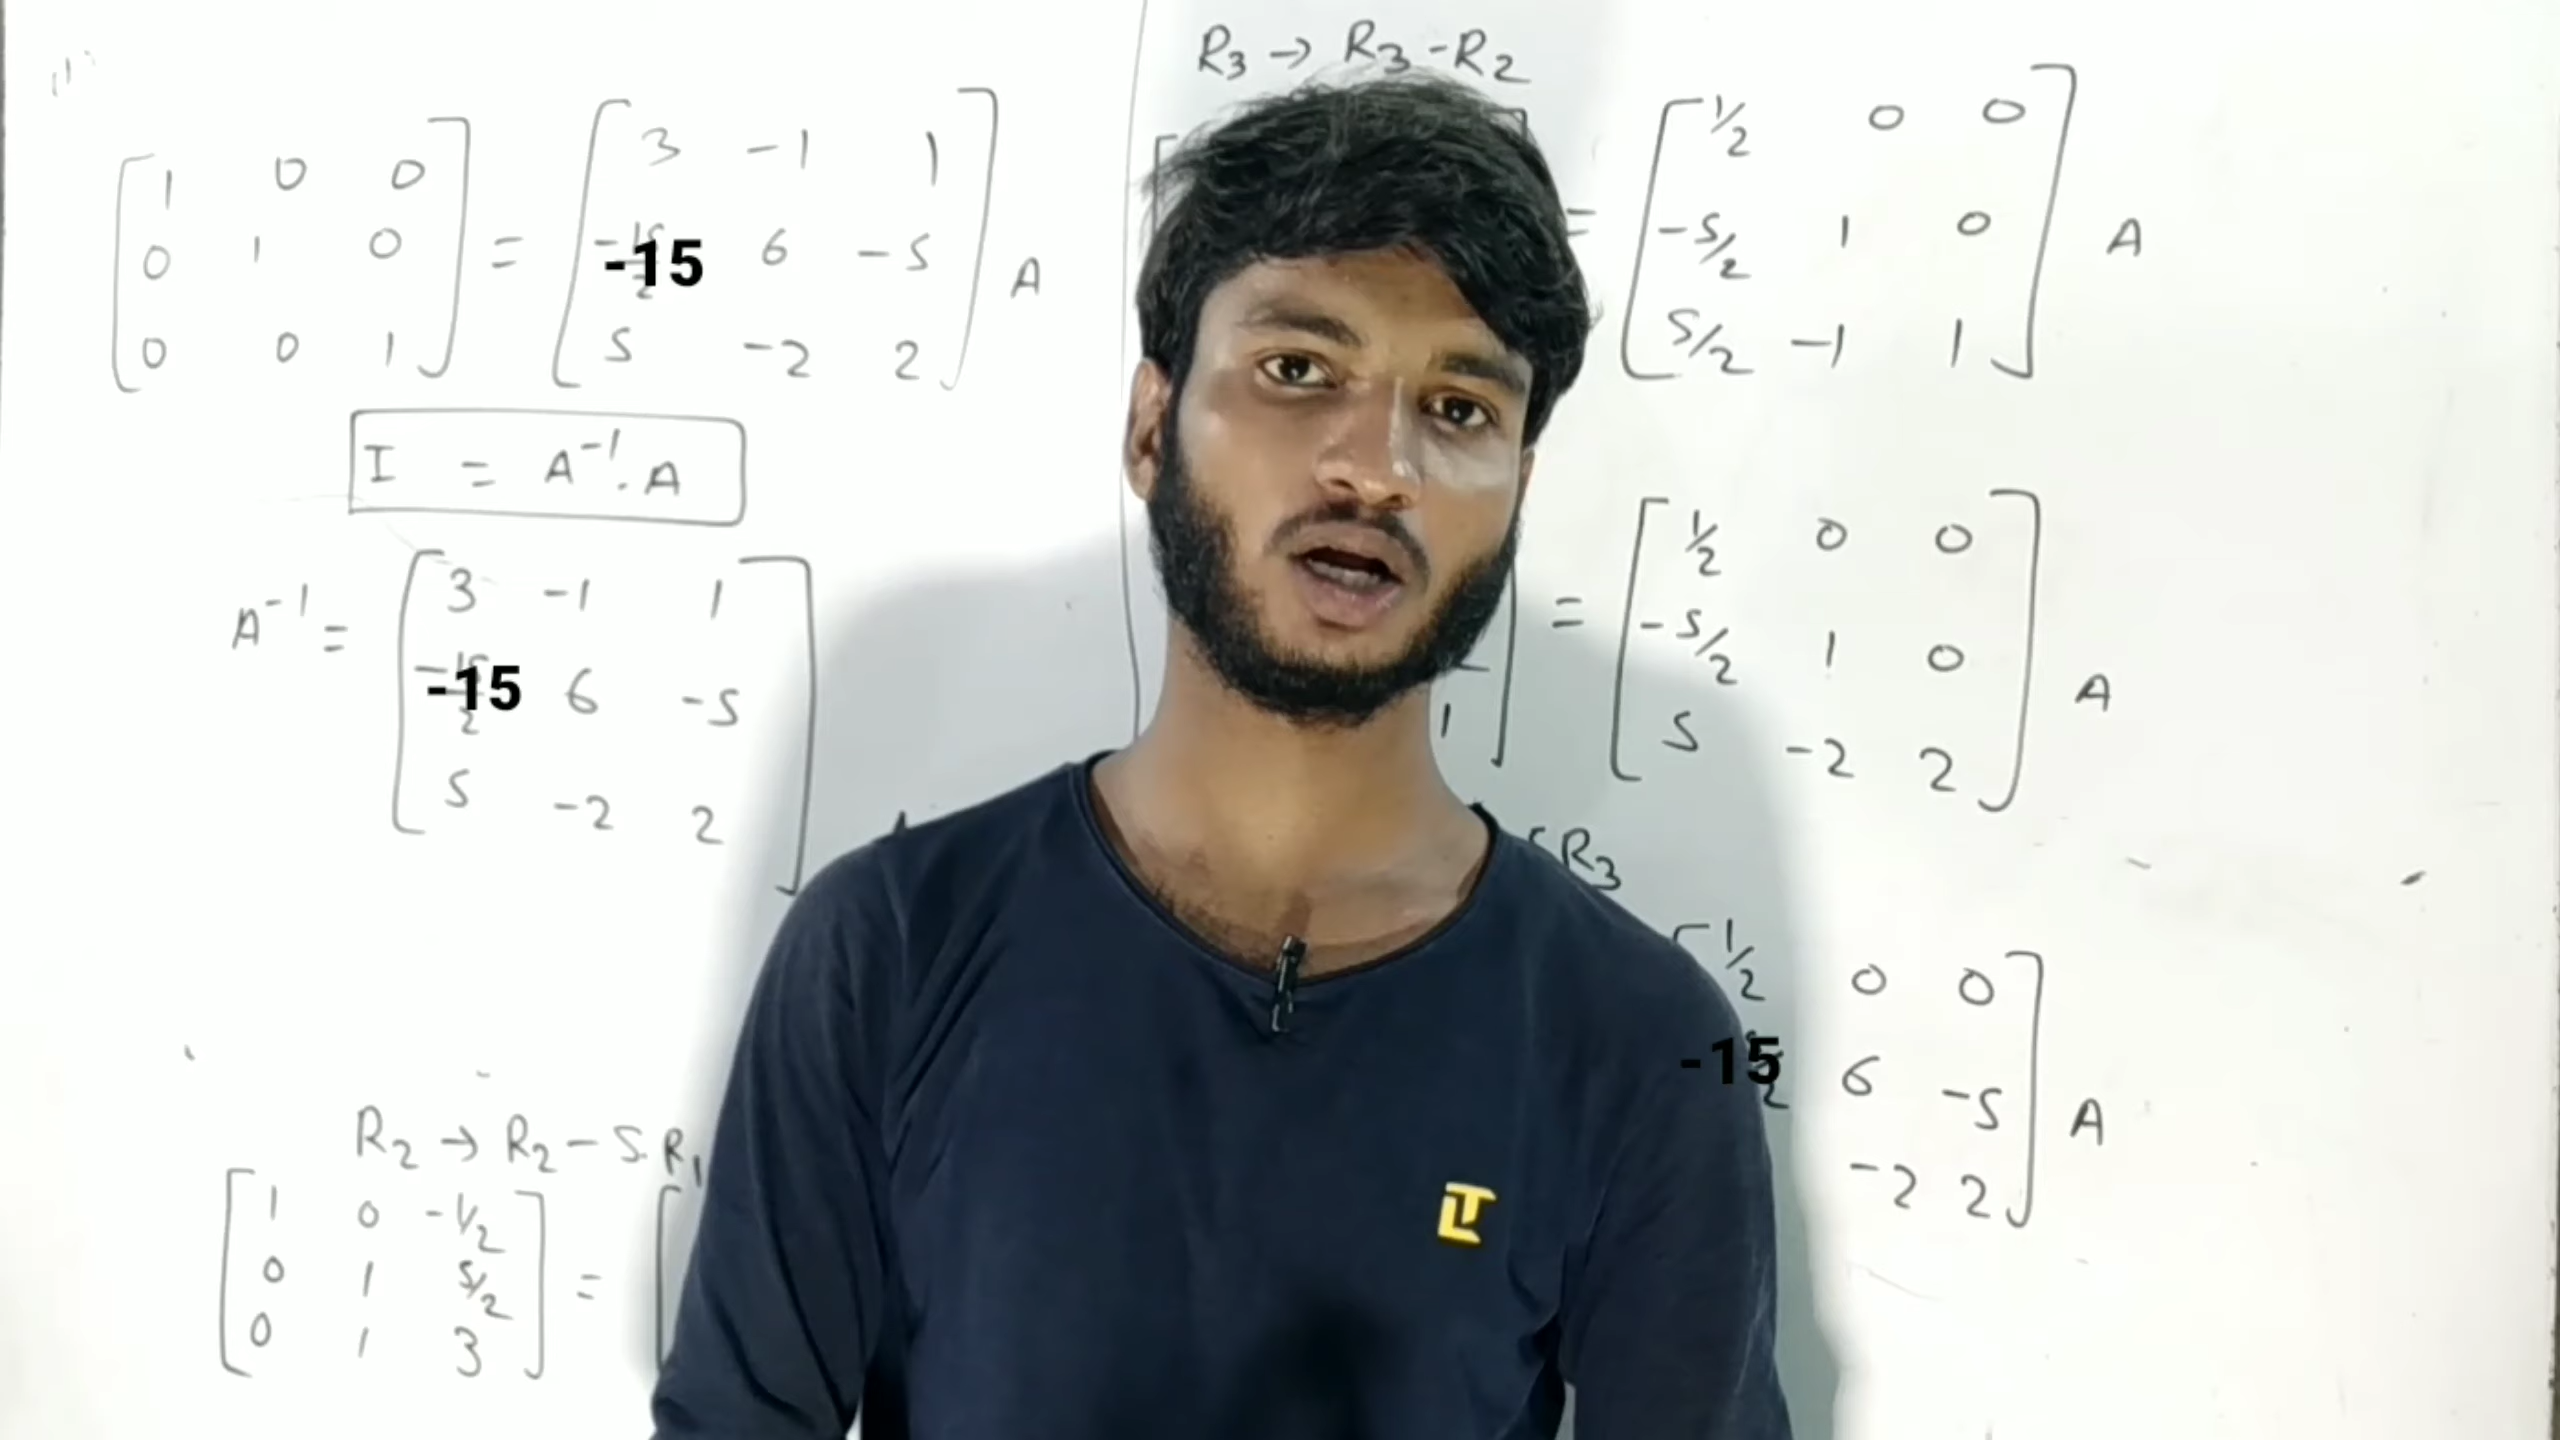 1 0 0
0 1 0
0 0 1
=
3 -1 1
-15 6 -5
5 -2 2
A
I = A⁻¹. A
A⁻¹ =
3 -1 1
-15 6 -5
5 -2 2
R₂ → R₂ - 5 R₁
1 0 -1/2
0 1 5/2
0 1 3
=
R₃ → R₃ - R₂
=
1/2 0 0
-5/2 1 0
5/2 -1 1
A
1
=
1/2 0 0
-5/2 1 0
5 -2 2
A
R₃
1/2 0 0
-15 6 -5
-2 2
A
LT